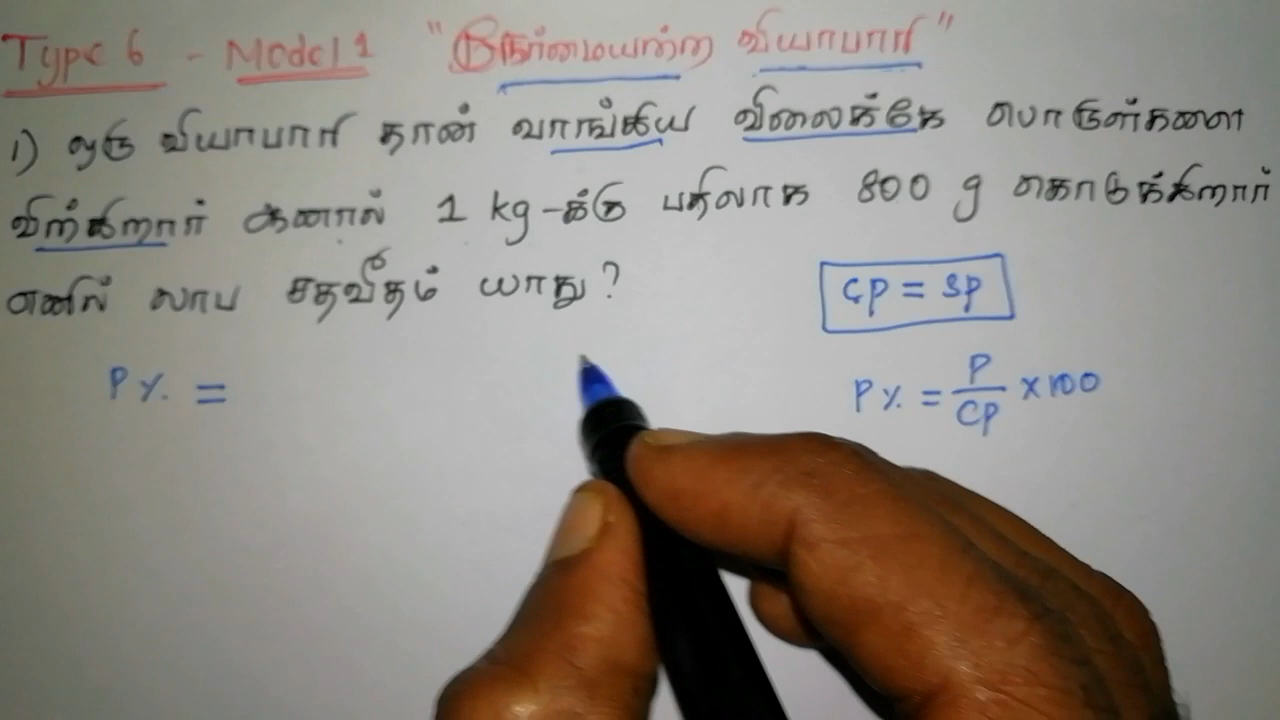 Type 6 - Model 1 "நேர்மையற்ற வியாபாரி"
1) ஒரு வியாபாரி தான் வாங்கிய விலைக்கே பொருள்களை
விற்கிறார் ஆனால் 1 kg-க்கு பதிலாக 800 g கொடுக்கிறார்
எனில் லாப சதவீதம் யாது?
CP = SP
P% =
P% = P/CP × 100